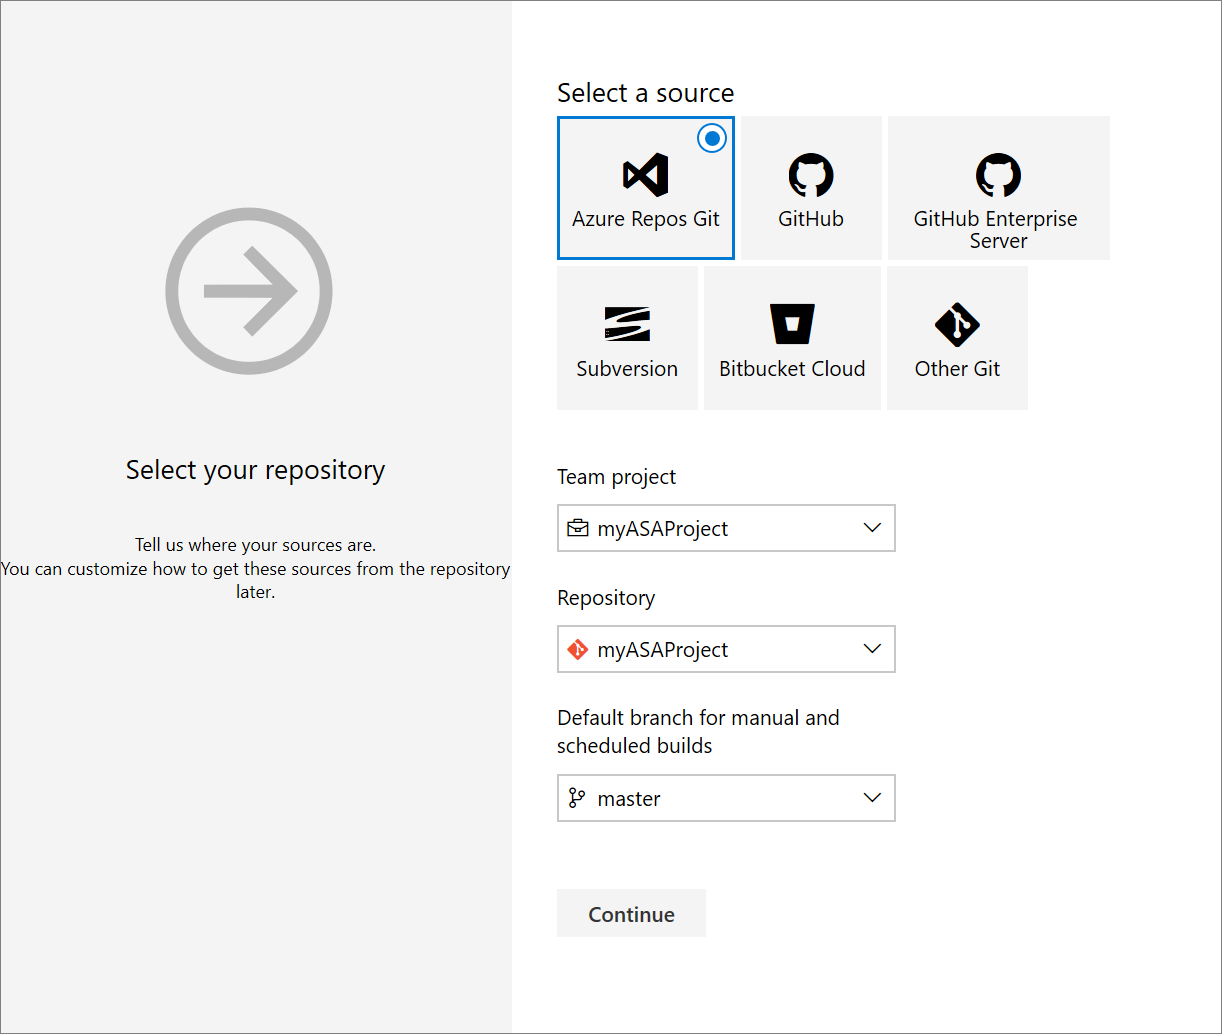 Select your repository
Tell us where your sources are.
You can customize how to get these sources from the repository
later.
Select a source
Azure Repos Git
GitHub
GitHub Enterprise
Server
Subversion
Bitbucket Cloud
Other Git
Team project
myASAProject
Repository
myASAProject
Default branch for manual and
scheduled builds
master
Continue